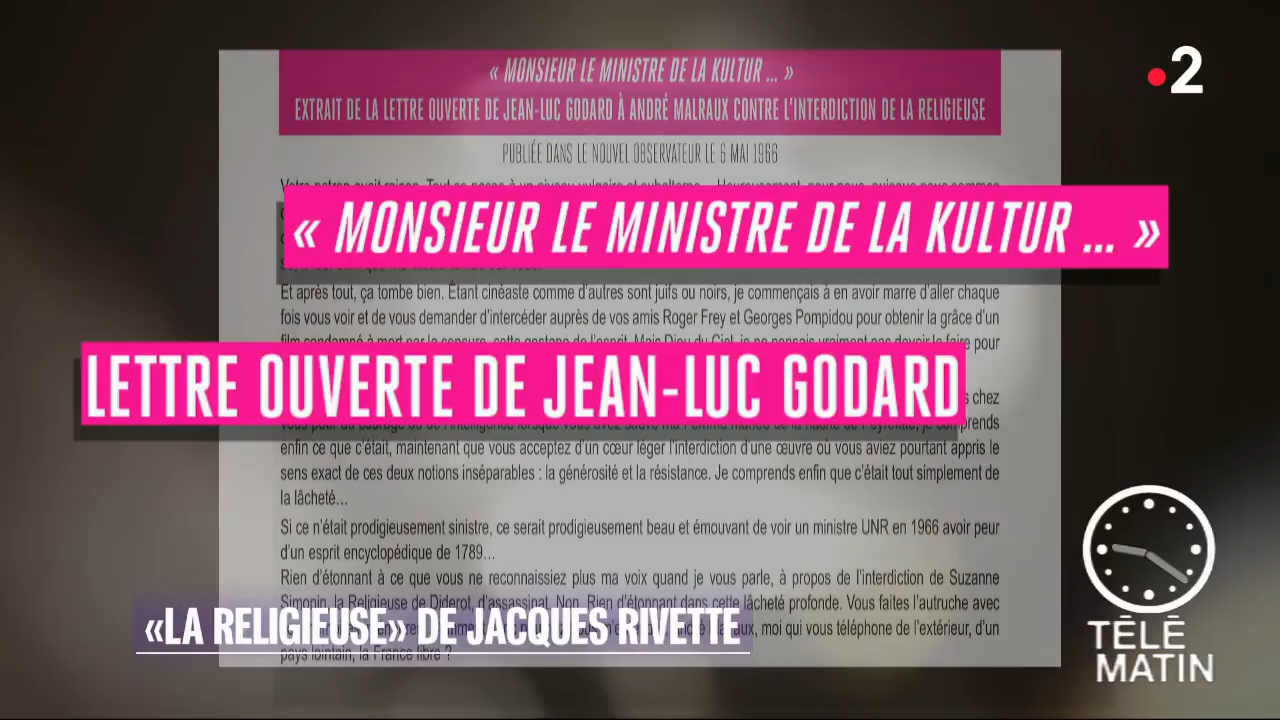 « MONSIEUR LE MINISTRE DE LA KULTUR ... »
EXTRAIT DE LA LETTRE OUVERTE DE JEAN-LUC GODARD À ANDRÉ MALRAUX CONTRE L'INTERDICTION DE LA RELIGIEUSE
PUBLIÉE DANS LE NOUVEL OBSERVATEUR LE 6 MAI 1966
2
« MONSIEUR LE MINISTRE DE LA KULTUR ... »
Et après tout, ça tombe bien. Étant cinéaste comme d'autres sont juifs ou noirs, je commençais à en avoir marre d'aller chaque
fois vous voir et de vous demander d'intercéder auprès de vos amis Roger Frey et Georges Pompidou pour obtenir la grâce d'un
pour
LETTRE OUVERTE DE JEAN-LUC GODARD
chez
enfin ce que c'était, maintenant que vous acceptez d'un cœur léger l'interdiction d'une œuvre où vous aviez pourtant appris le
sens exact de ces deux notions inséparables : la générosité et la résistance. Je comprends enfin que c'était tout simplement de
la lâcheté...
Si ce n'était prodigieusement sinistre, ce serait prodigieusement beau et émouvant de voir un ministre UNR en 1966 avoir peur
d'un esprit encyclopédique de 1789...
Rien d'étonnant à ce que vous ne reconnaissiez plus ma voix quand je vous parle, à propos de l'interdiction de Suzanne
Simonin, la Religieuse de Diderot, d'assassinat. Non. Rien d'étonnant dans cette lâcheté profonde. Vous faites l'autruche avec
moi qui vous téléphone de l'extérieur, d'un
pays lointain, la France libre ?
«LA RELIGIEUSE» DE JACQUES RIVETTE
TÉLÉ
MATIN